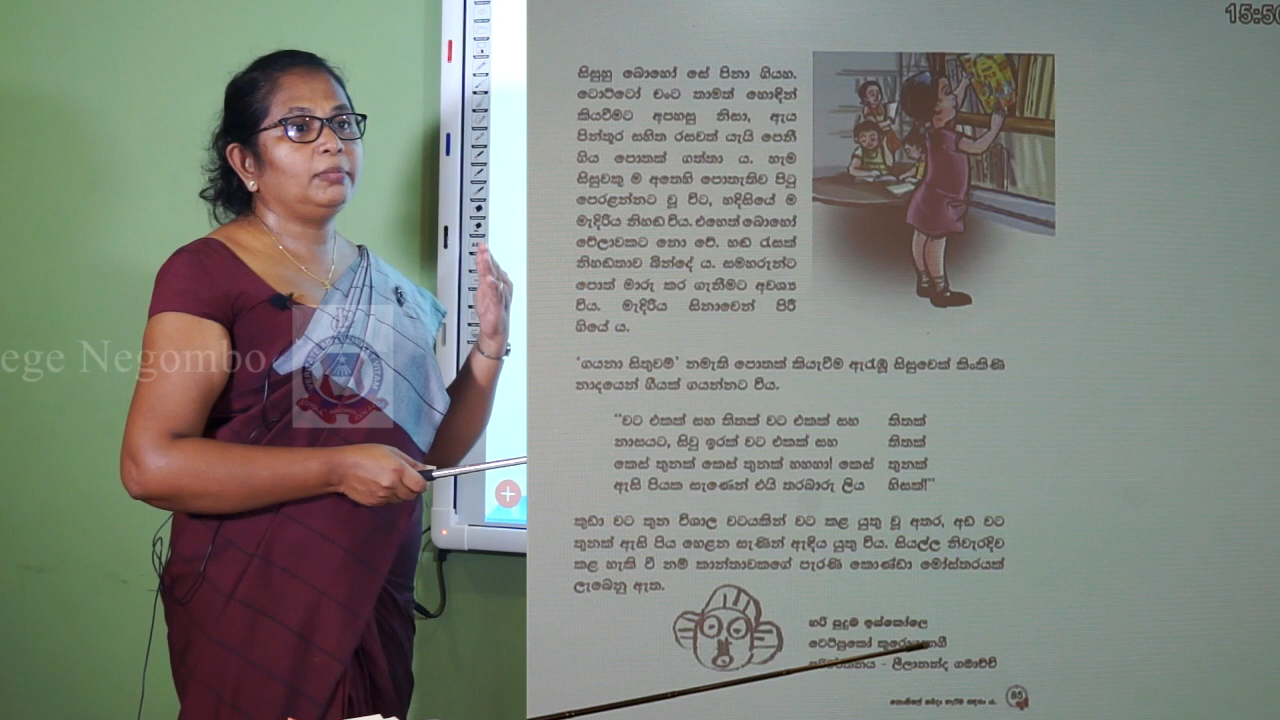 15:50
සිසුහු බොහෝ සේ පිනා ගියහ.
ටොට්ටෝ චංට තාමත් හොඳින්
කියවීමට අපහසු නිසා, ඇය
පින්තූර සහිත රසවත් යැයි පෙනී
ගිය පොතක් ගත්තා ය. හැම
සිසුවකු ම අතෙහි පොතැතිව පිටු
පෙරළන්නට වූ විට, හදිසියේ ම
මැදිරිය නිහඬ විය. එහෙත් බොහෝ
වේලාවකට නො වේ. හඬ රැසක්
නිහඬතාව බින්දේ ය. සමහරුන්ට
පොත් මාරු කර ගැනීමට අවශ්‍ය
විය. මැදිරිය සිනාවෙන් පිරී
ගියේ ය.
‘ගයනා සිතුවම්’ නමැති පොතක් කියැවීම ඇරැඹූ සිසුවෙක් කිංකිණි
නාදයෙන් ගීයක් ගයන්නට විය.
“වට එකක් සහ තිතක් වට එකක් සහ තිතක්
නාසයට, සිවු ඉරක් වට එකක් සහ තිතක්
කෙස් තුනක් කෙස් තුනක් හහහා! කෙස් තුනක්
ඇසි පියක සැණෙන් එයි තරබාරු ලිය හිසක්!”
කුඩා වට තුන විශාල වටයකින් වට කළ යුතු වූ අතර, අඩ වට
තුනක් ඇසි පිය හෙළන සැණින් ඇඳිය යුතු විය. සියල්ල නිවැරදිව
කළ හැකි වී නම් කාන්තාවකගේ පැරණි කොණ්ඩා මෝස්තරයක්
ලැබෙනු ඇත.
හරි පුදුම ඉස්කෝලෙ
ටෙට්සුකෝ
- ලීලානන්ද ගමාච්චි
85
ege Negombo